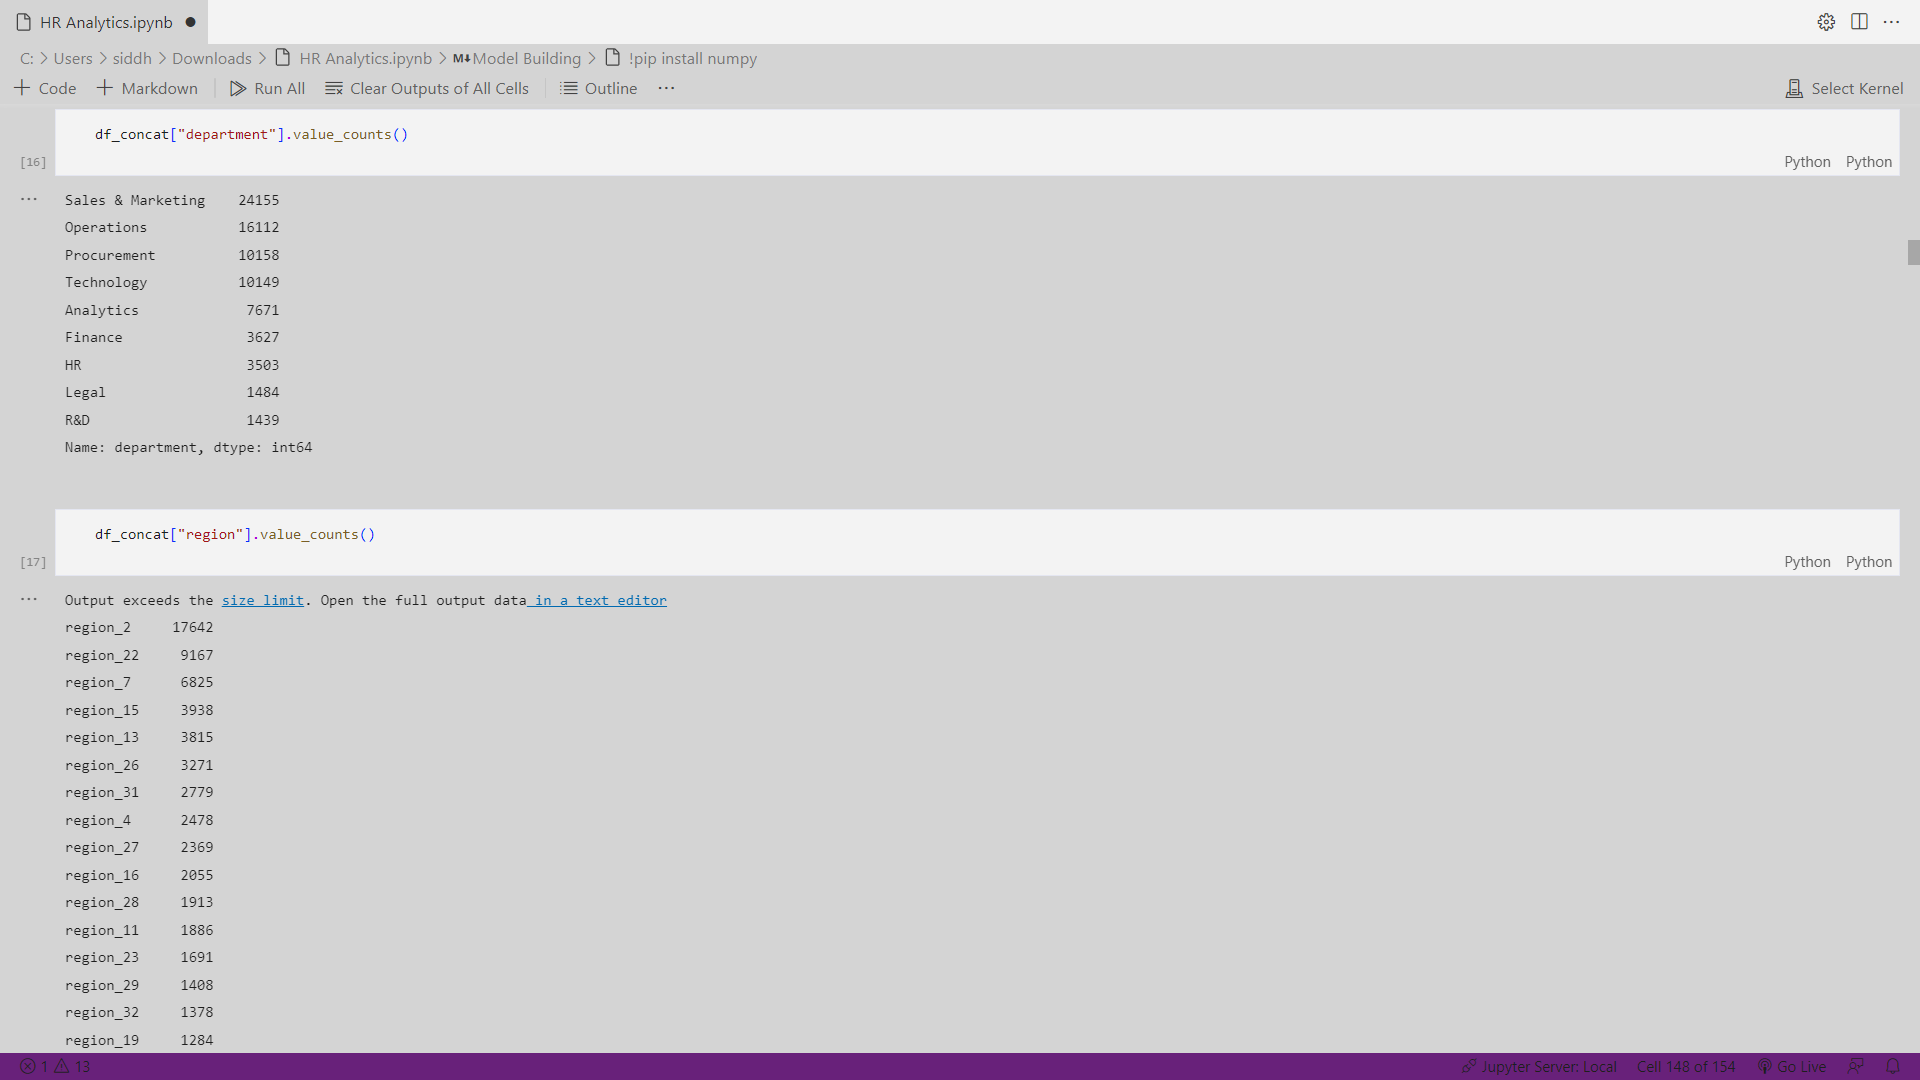 HR Analytics.ipynb
C: > Users > siddh > Downloads > HR Analytics.ipynb > M↓ Model Building > !pip install numpy
+ Code + Markdown Run All Clear Outputs of All Cells Outline ··· Select Kernel
df_concat["department"].value_counts()
[16] Python Python
··· Sales & Marketing 24155
Operations 16112
Procurement 10158
Technology 10149
Analytics 7671
Finance 3627
HR 3503
Legal 1484
R&D 1439
Name: department, dtype: int64
df_concat["region"].value_counts()
[17] Python Python
··· Output exceeds the size limit. Open the full output data in a text editor
region_2 17642
region_22 9167
region_7 6825
region_15 3938
region_13 3815
region_26 3271
region_31 2779
region_4 2478
region_27 2369
region_16 2055
region_28 1913
region_11 1886
region_23 1691
region_29 1408
region_32 1378
region_19 1284
1 13 Jupyter Server: Local Cell 148 of 154 Go Live